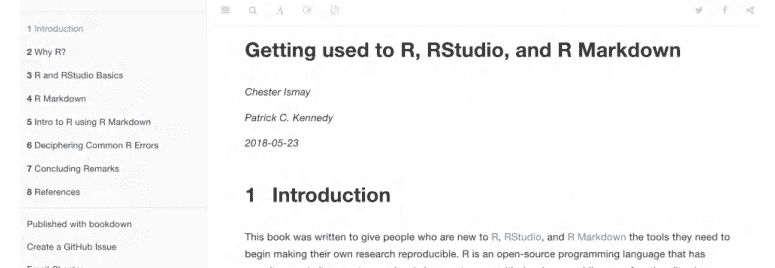 1 Introduction
2 Why R?
3 R and RStudio Basics
4 R Markdown
5 Intro to R using R Markdown
6 Deciphering Common R Errors
7 Concluding Remarks
8 References
Published with bookdown
Create a GitHub Issue
Getting used to R, RStudio, and R Markdown
Chester Ismay
Patrick C. Kennedy
2018-05-23
1 Introduction
This book was written to give people who are new to R, RStudio, and R Markdown the tools they need to
begin making their own research reproducible. R is an open-source programming language that has